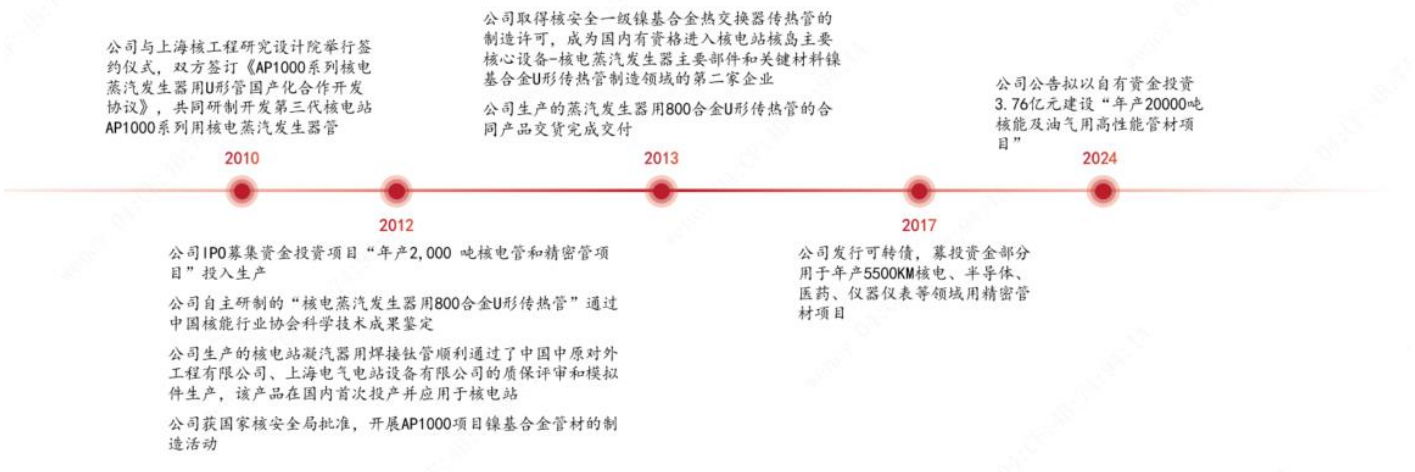 公司与上海核工程研究设计院举行签
约仪式，双方签订《AP1000系列核电
蒸汽发生器用U形管国产化合作开发
协议》，共同研制开发第三代核电站
AP1000系列用核电蒸汽发生器管
2010
公司IPO募集资金投资项目“年产2,000 吨核电管和精密管项
目”投入生产
公司自主研制的“核电蒸汽发生器用800合金U形传热管”通过
中国核能行业协会科学技术成果鉴定
公司生产的核电站凝汽器用焊接钛管顺利通过了中国中原对外
工程有限公司、上海电气电站设备有限公司的质保评审和模拟
件生产，该产品在国内首次投产并应用于核电站
公司获国家核安全局批准，开展AP1000项目镍基合金管材的制
造活动
2012
公司取得核安全一级镍基合金热交换器传热管的
制造许可，成为国内有资格进入核电站核岛主要
核心设备-核电蒸汽发生器主要部件和关键材料镍
基合金U形传热管制造领域的第二家企业
公司生产的蒸汽发生器用800合金U形传热管的合
同产品交货完成交付
2013
2017
公司发行可转债，募投资金部分
用于年产5500KM核电、半导体、
医药、仪器仪表等领域用精密管
材项目
公司公告拟以自有资金投资
3.76亿元建设“年产20000吨
核能及油气用高性能管材项
目”
2024